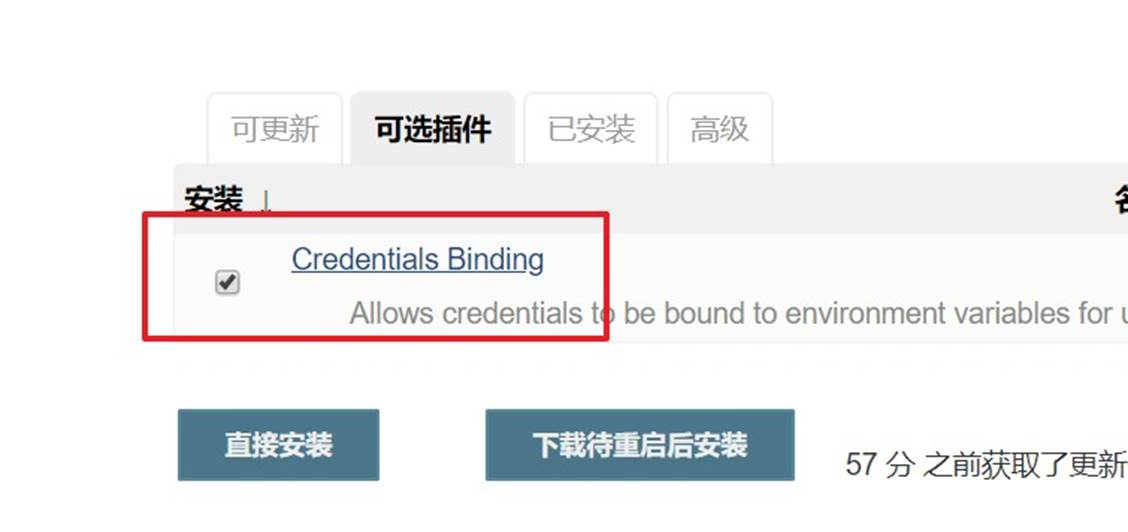 可更新 可选插件 已安装 高级
安装 ↓
Credentials Binding
Allows credentials to be bound to environment variables for
直接安装 下载待重启后安装 57 分 之前获取了更新